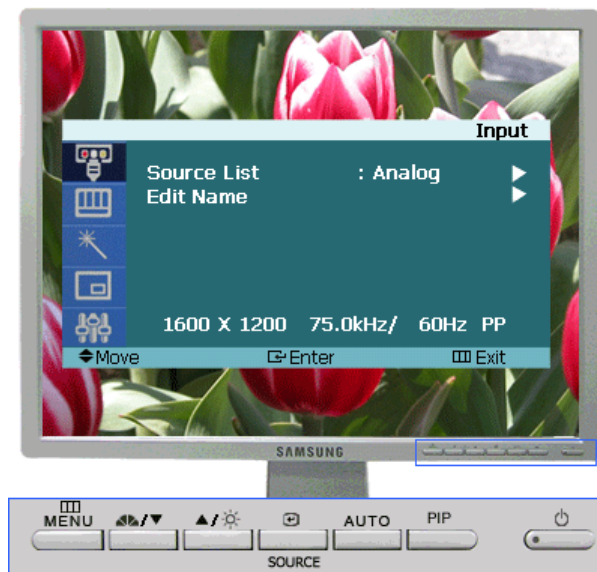 Input
Source List : Analog
Edit Name
1600 X 1200 75.0kHz/ 60Hz PP
Move Enter Exit
SAMSUNG
MENU / / AUTO PIP
SOURCE